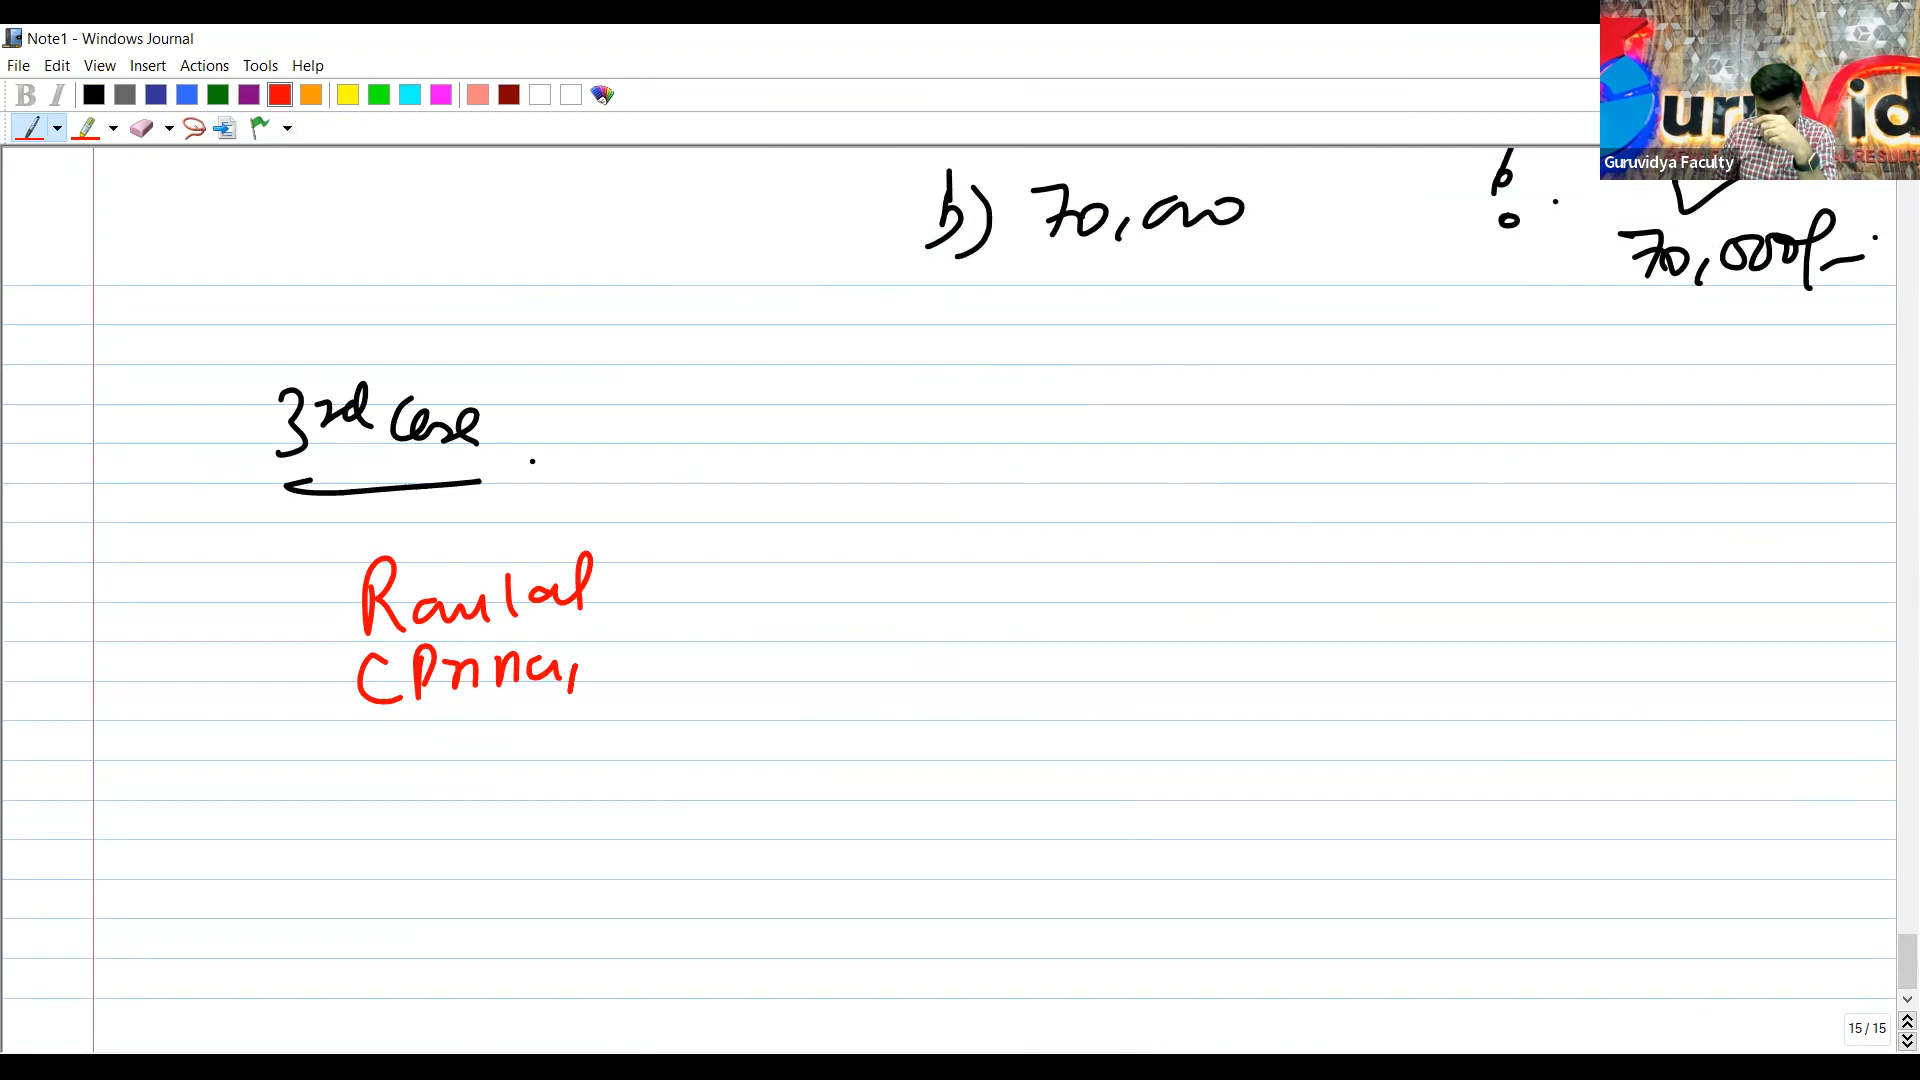 Note1 - Windows Journal
File Edit View Insert Actions Tools Help
B I
Guruvidya Faculty
b) 70,000
70,000/-
3rd Case
Ramlal
15 / 15